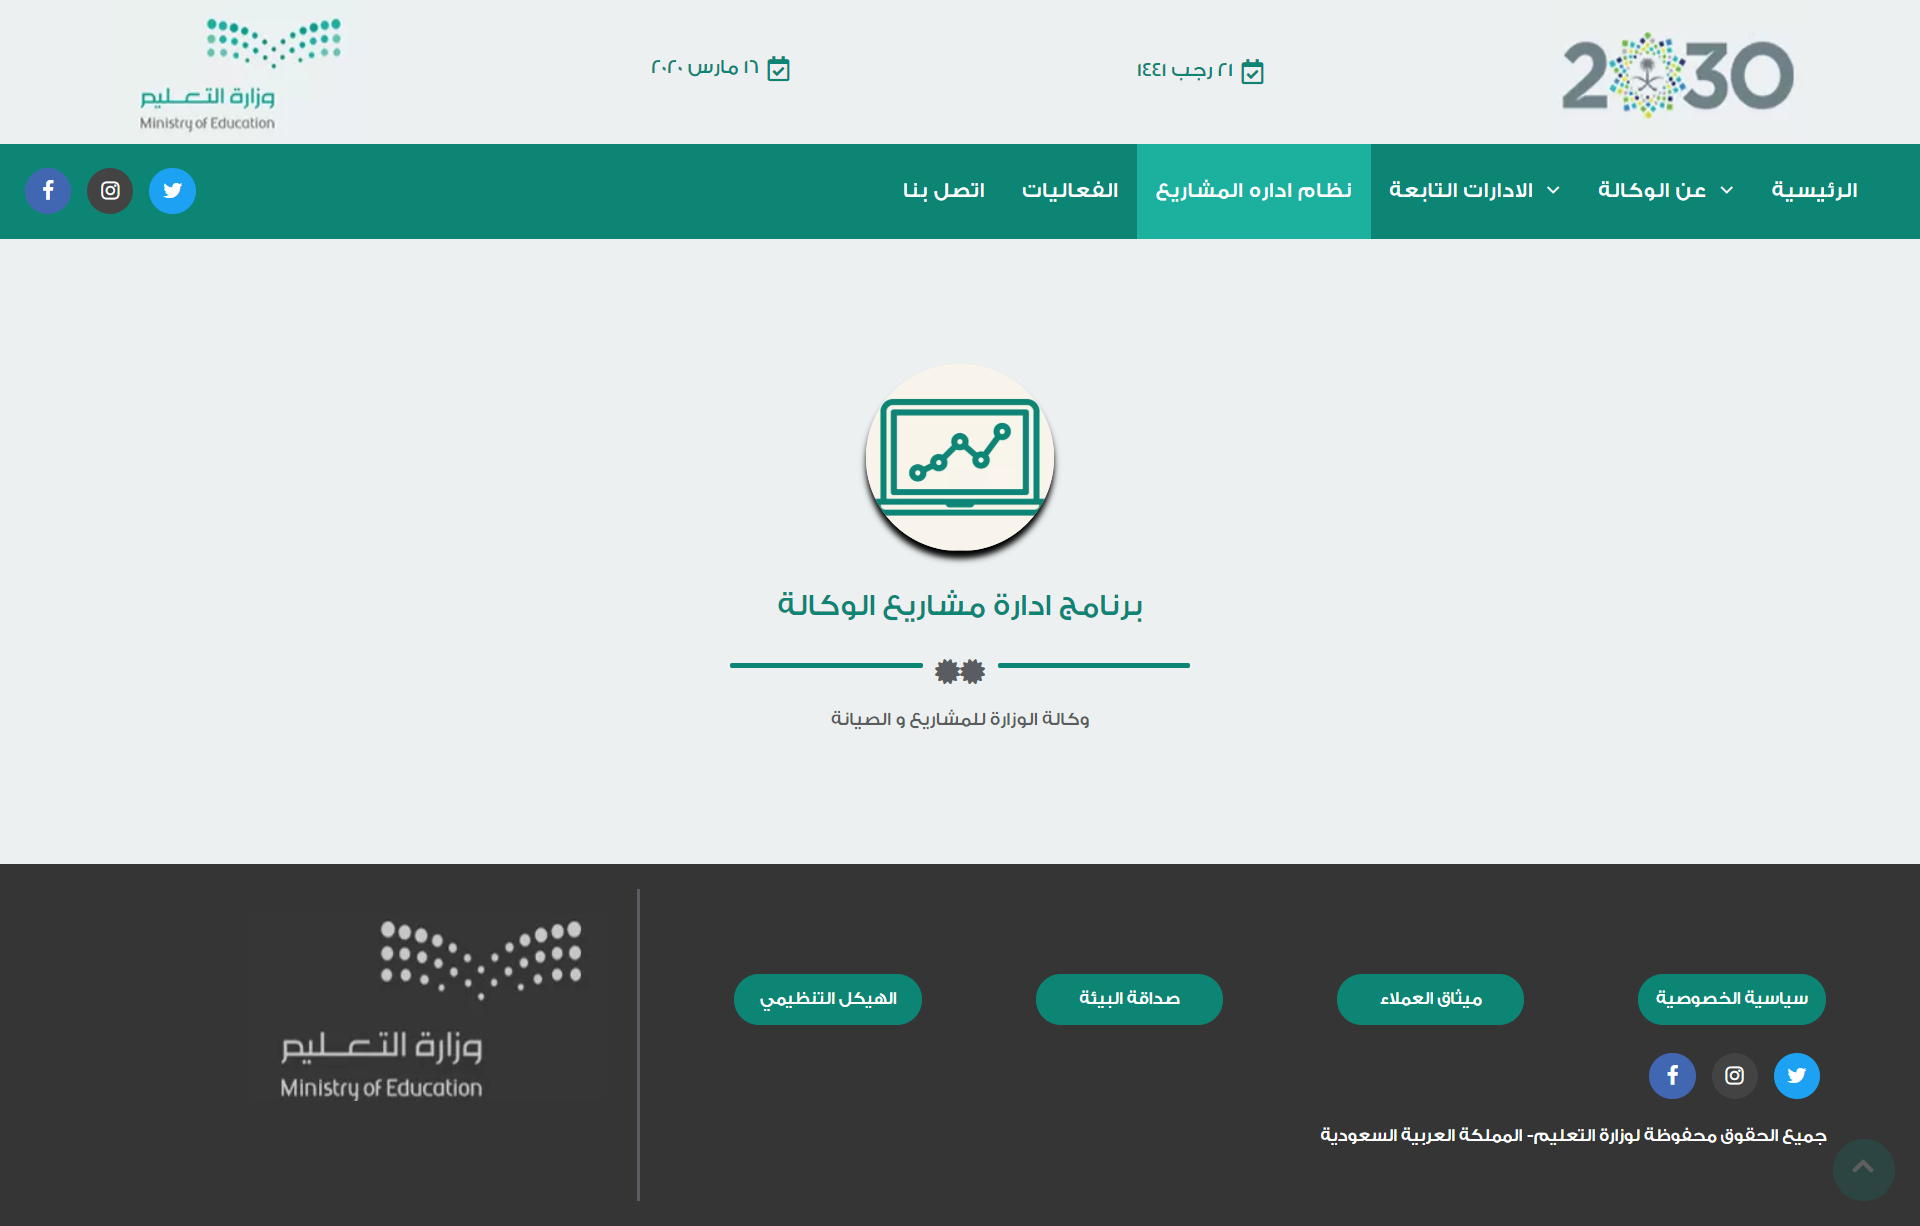 2030
٢١ رجب ١٤٤١
١٦ مارس ٢٠٢٠
وزارة التعليم
Ministry of Education
الرئيسية
عن الوكالة
الادارات التابعة
نظام اداره المشاريع
الفعاليات
اتصل بنا
برنامج ادارة مشاريع الوكالة
وكالة الوزارة للمشاريع و الصيانة
سياسية الخصوصية
ميثاق العملاء
صداقة البيئة
الهيكل التنظيمي
جميع الحقوق محفوظة لوزارة التعليم- المملكة العربية السعودية
وزارة التعليم
Ministry of Education